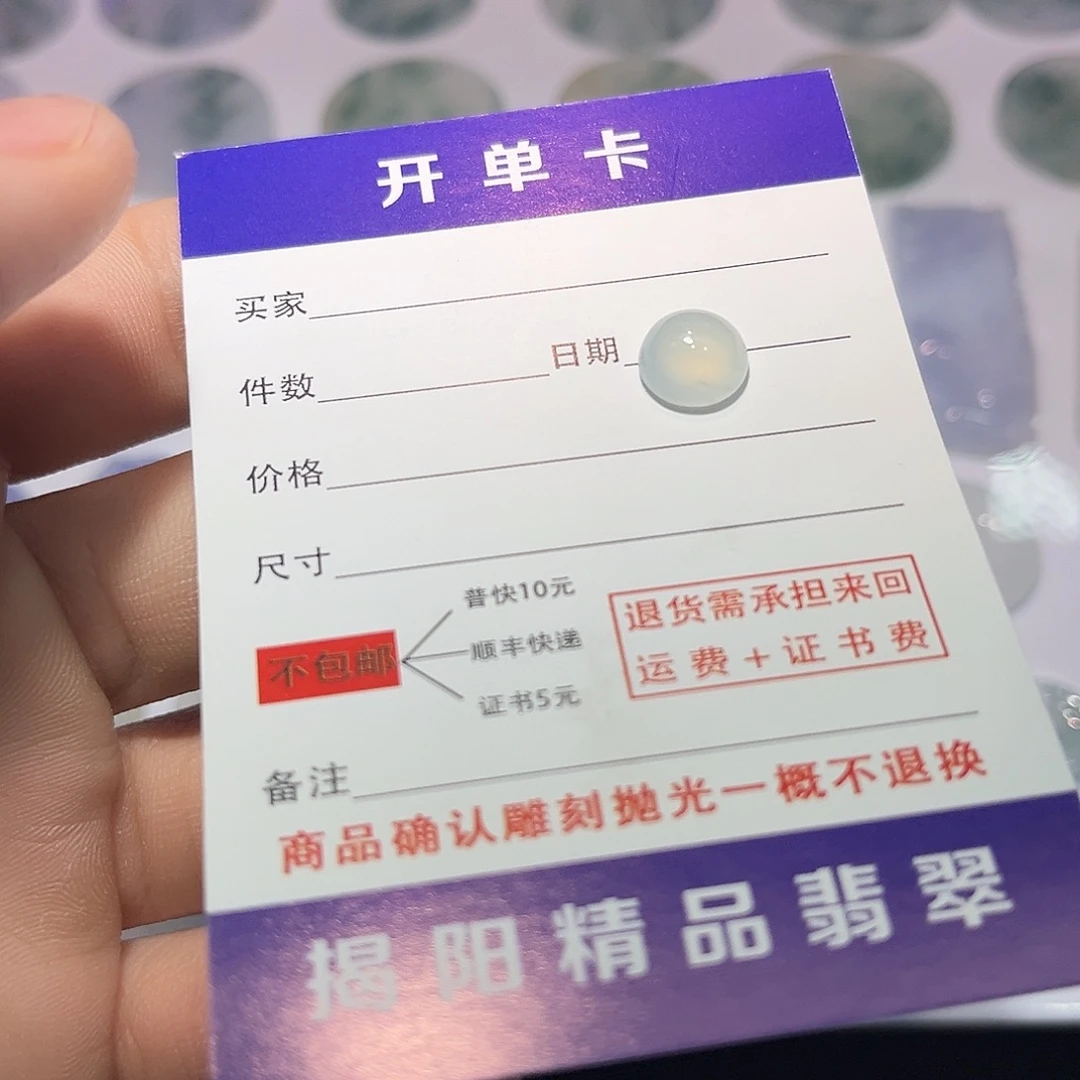 开单卡
买家
件数 日期
价格
尺寸
普快10元
不包邮 顺丰快递
证书5元
退货需承担来回
运费+证书费
备注
商品确认雕刻抛光一概不退换
揭阳精品翡翠